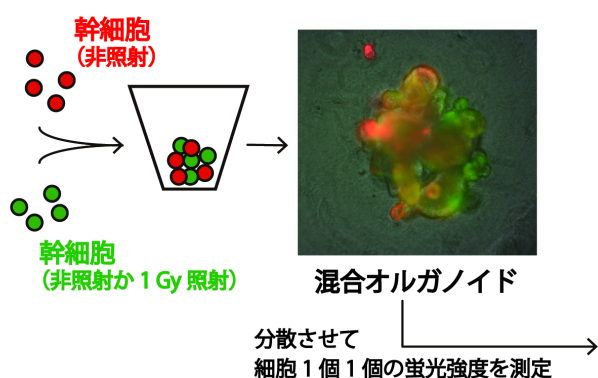 幹細胞
（非照射）
幹細胞
（非照射か 1 Gy 照射）
混合オルガノイド
分散させて
細胞 1 個 1 個の蛍光強度を測定